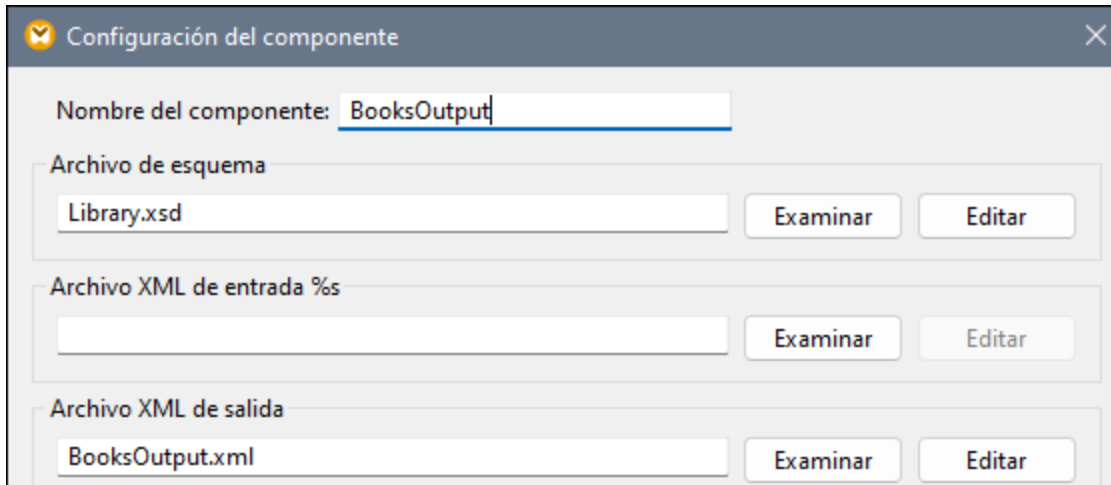 Configuración del componente
Nombre del componente: BooksOutput
Archivo de esquema
Library.xsd Examinar Editar
Archivo XML de entrada %s
Examinar Editar
Archivo XML de salida
BooksOutput.xml Examinar Editar